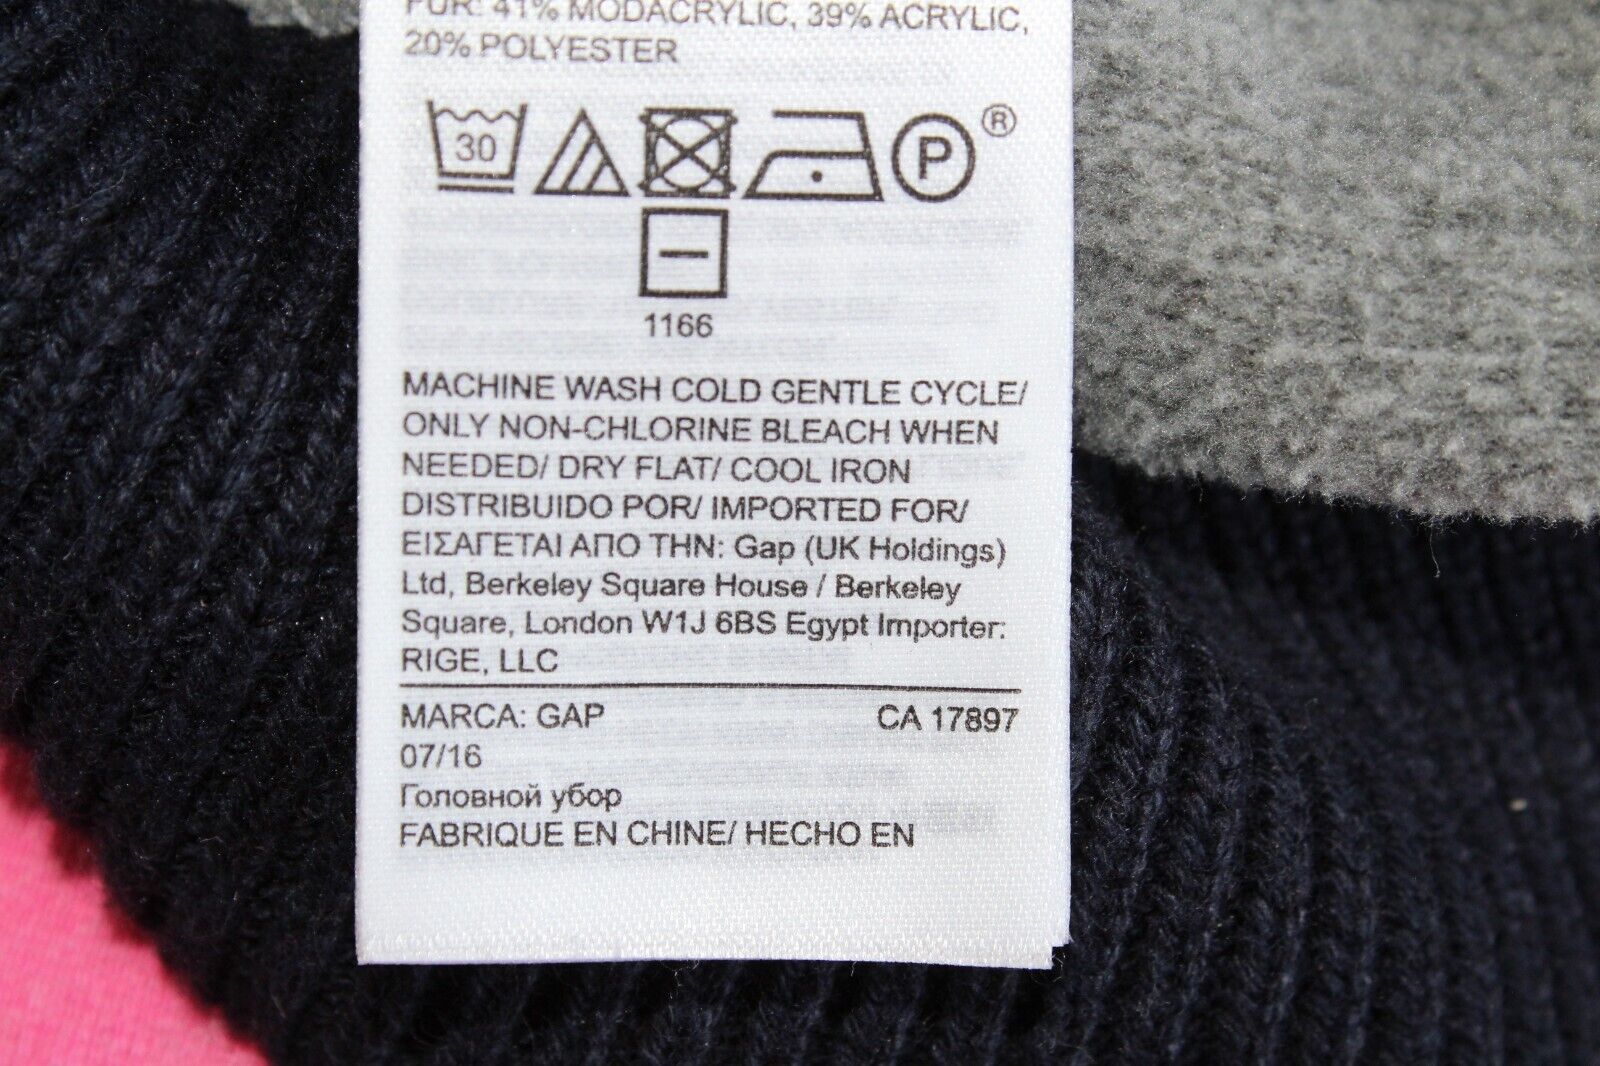 FUR: 41% MODACRYLIC, 39% ACRYLIC,
20% POLYESTER
30
P ®
1166
MACHINE WASH COLD GENTLE CYCLE/
ONLY NON-CHLORINE BLEACH WHEN
NEEDED/ DRY FLAT/ COOL IRON
DISTRIBUIDO POR/ IMPORTED FOR/
ΕΙΣΑΓΕΤΑΙ ΑΠΟ ΤΗΝ: Gap (UK Holdings)
Ltd, Berkeley Square House / Berkeley
Square, London W1J 6BS Egypt Importer:
RIGE, LLC
MARCA: GAP CA 17897
07/16
Головной убор
FABRIQUE EN CHINE/ HECHO EN